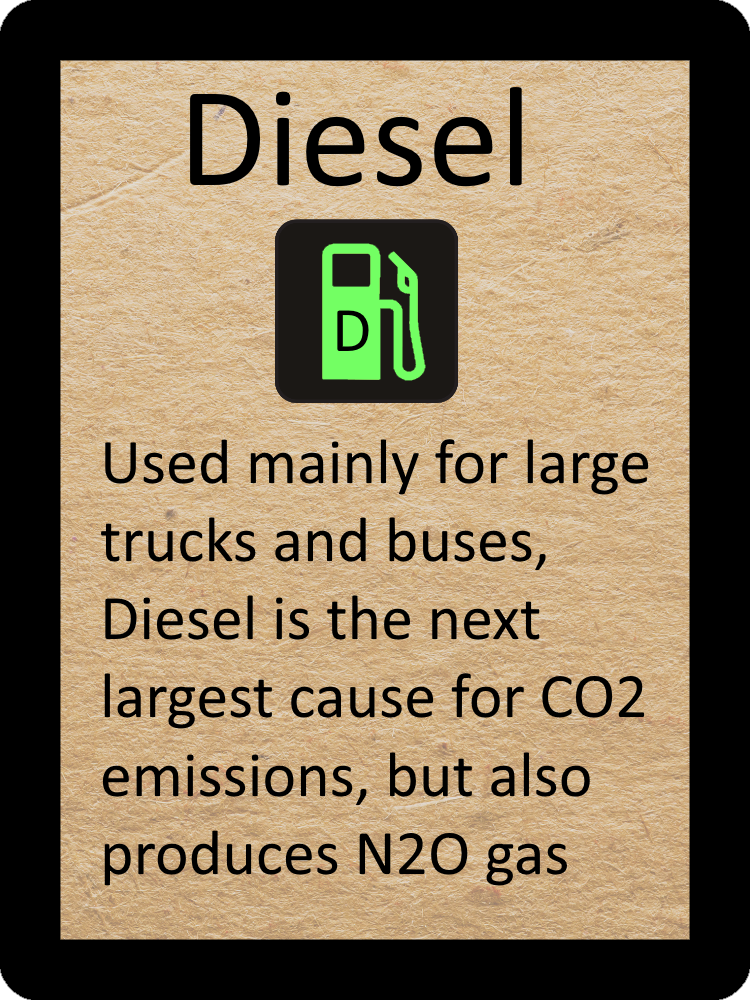 Diesel
D
Used mainly for large
trucks and buses,
Diesel is the next
largest cause for CO2
emissions, but also
produces N2O gas